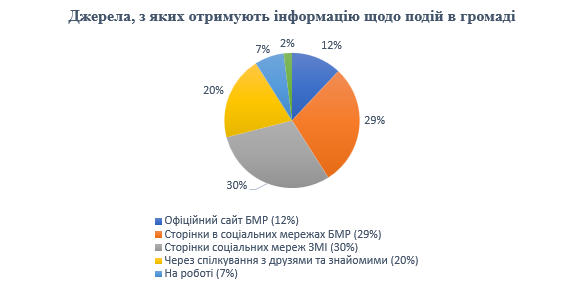 Джерела, з яких отримують інформацію щодо подій в громаді
2%
7%
12%
20%
29%
30%
Офіційний сайт БМР (12%)
Сторінки в соціальних мережах БМР (29%)
Сторінки соціальних мереж ЗМІ (30%)
Через спілкування з друзями та знайомими (20%)
На роботі (7%)